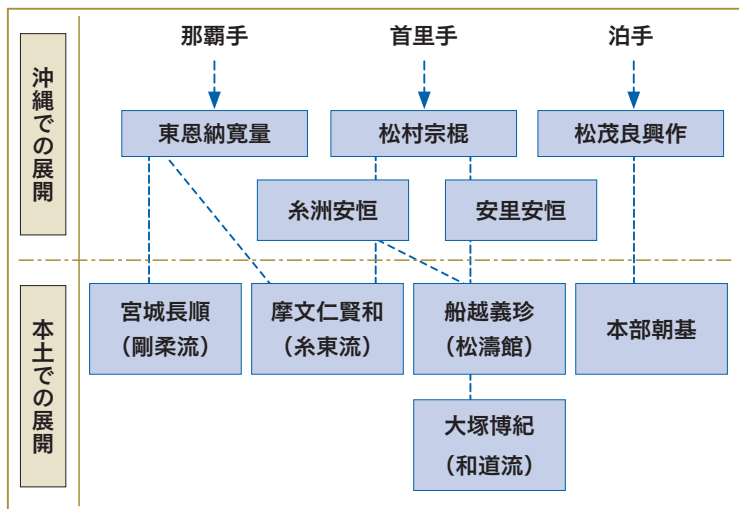 沖縄での展開
那覇手
首里手
泊手
東恩納寛量
松村宗棍
松茂良興作
糸洲安恒
安里安恒
本土での展開
宮城長順
（剛柔流）
摩文仁賢和
（糸東流）
船越義珍
（松濤館）
本部朝基
大塚博紀
（和道流）